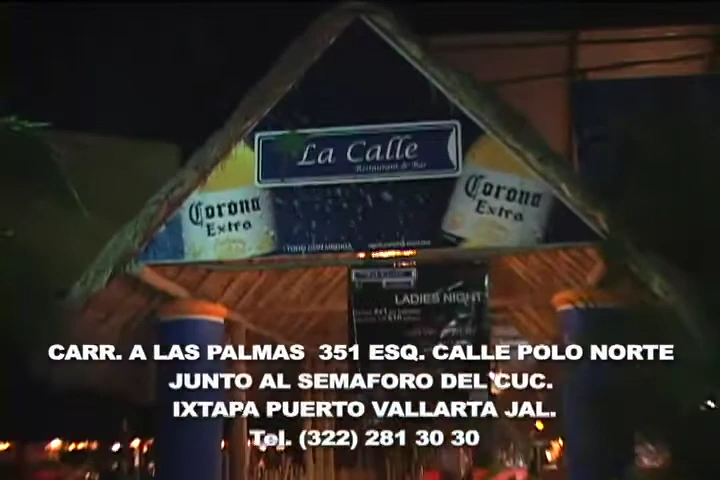 La Calle
Restaurant & Bar
Corona
Extra
Corona
Extra
LADIES NIGHT
CARR. A LAS PALMAS 351 ESQ. CALLE POLO NORTE
JUNTO AL SEMAFORO DEL CUC.
IXTAPA PUERTO VALLARTA JAL.
Tel. (322) 281 30 30